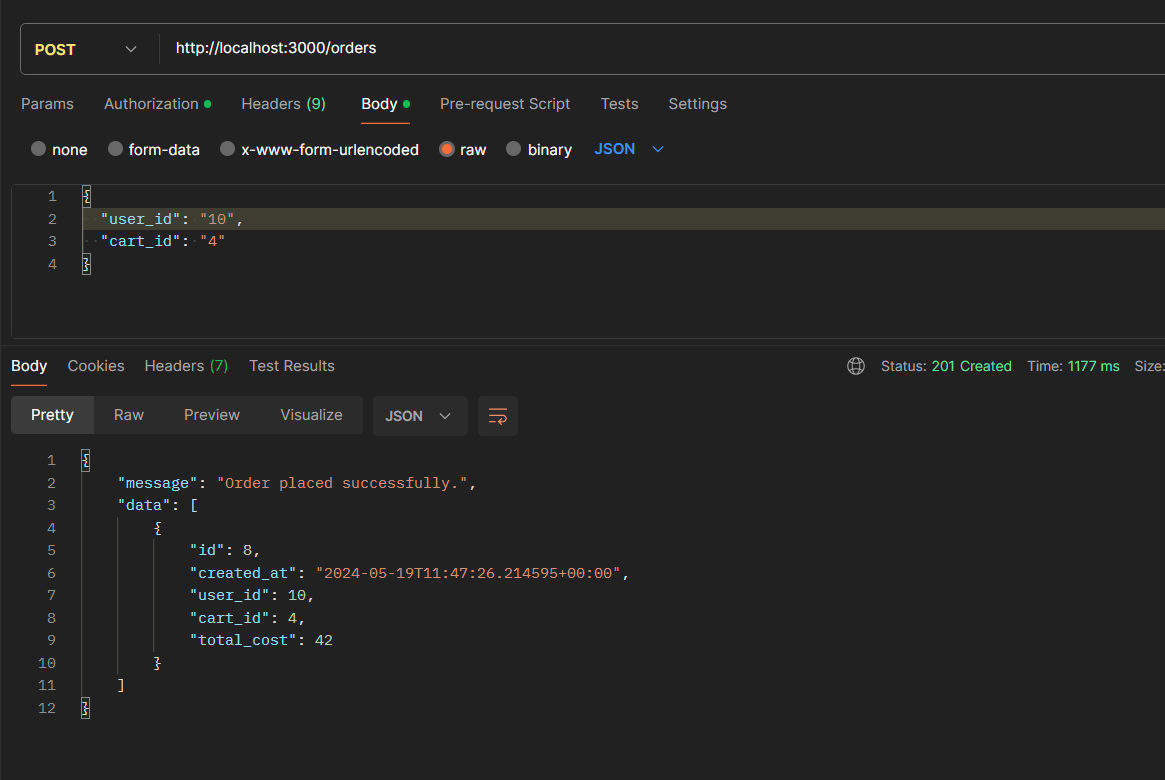 POST http://localhost:3000/orders
Params Authorization Headers (9) Body Pre-request Script Tests Settings
none form-data x-www-form-urlencoded raw binary JSON
1 {
2 "user_id": "10",
3 "cart_id": "4"
4 }
Body Cookies Headers (7) Test Results Status: 201 Created Time: 1177 ms Size:
Pretty Raw Preview Visualize JSON
1 {
2 "message": "Order placed successfully.",
3 "data": [
4 {
5 "id": 8,
6 "created_at": "2024-05-19T11:47:26.214595+00:00",
7 "user_id": 10,
8 "cart_id": 4,
9 "total_cost": 42
10 }
11 ]
12 }